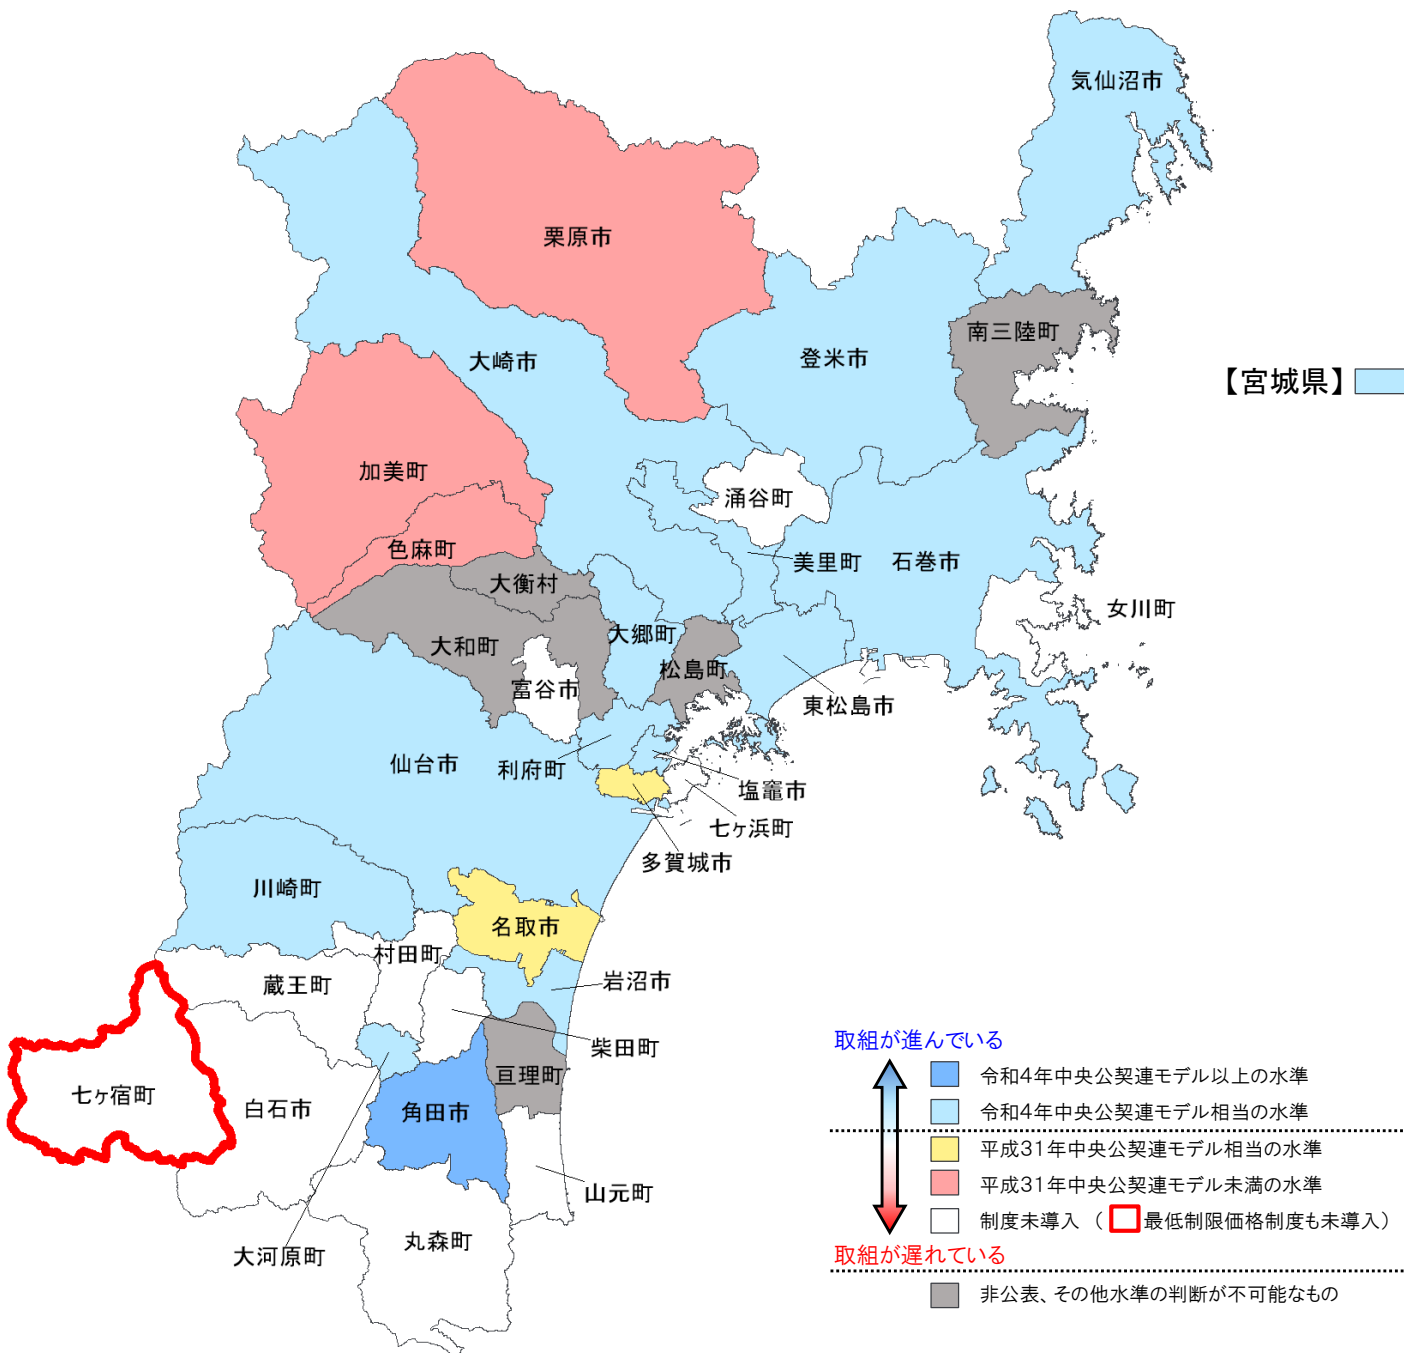 気仙沼市
栗原市
南三陸町
大崎市
登米市
【宮城県】
加美町
涌谷町
色麻町
美里町
石巻市
大衡村
女川町
大郷町
大和町
松島町
富谷市
東松島市
仙台市
利府町
塩竈市
七ヶ浜町
多賀城市
川崎町
名取市
村田町
蔵王町
岩沼市
柴田町
亘理町
七ヶ宿町
白石市
角田市
山元町
丸森町
大河原町
取組が進んでいる
令和4年中央公契連モデル以上の水準
令和4年中央公契連モデル相当の水準
平成31年中央公契連モデル相当の水準
平成31年中央公契連モデル未満の水準
制度未導入 ( 最低制限価格制度も未導入)
取組が遅れている
非公表、その他水準の判断が不可能なもの